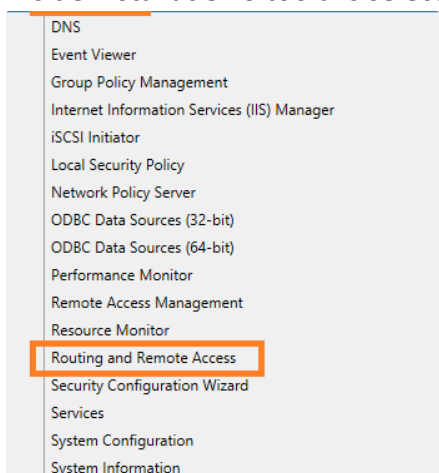 DNS
Event Viewer
Group Policy Management
Internet Information Services (IIS) Manager
iSCSI Initiator
Local Security Policy
Network Policy Server
ODBC Data Sources (32-bit)
ODBC Data Sources (64-bit)
Performance Monitor
Remote Access Management
Resource Monitor
Routing and Remote Access
Security Configuration Wizard
Services
System Configuration
System Information